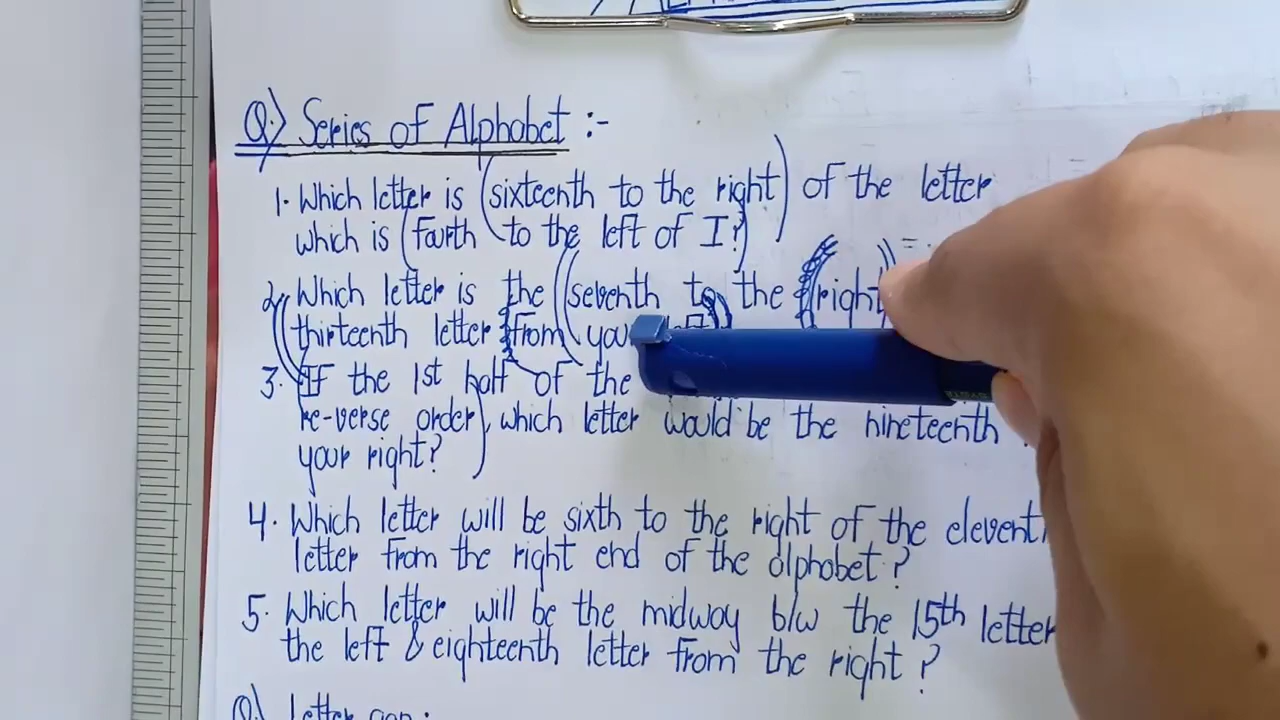 Q.) Series of Alphabet :-
1. Which letter is (sixteenth to the right) of the letter
which is (fourth to the left of I?)
2. Which letter is the (seventh to the (right)
thirteenth letter from
3. If the 1st half of the
re-verse order, which letter would be the nineteenth
your right?
4. Which letter will be sixth to the right of the
letter from the right end of the alphabet?
5. Which letter will be the midway b/w the 15th letter
the left & eighteenth letter from the right?
Q.) Letter gap: